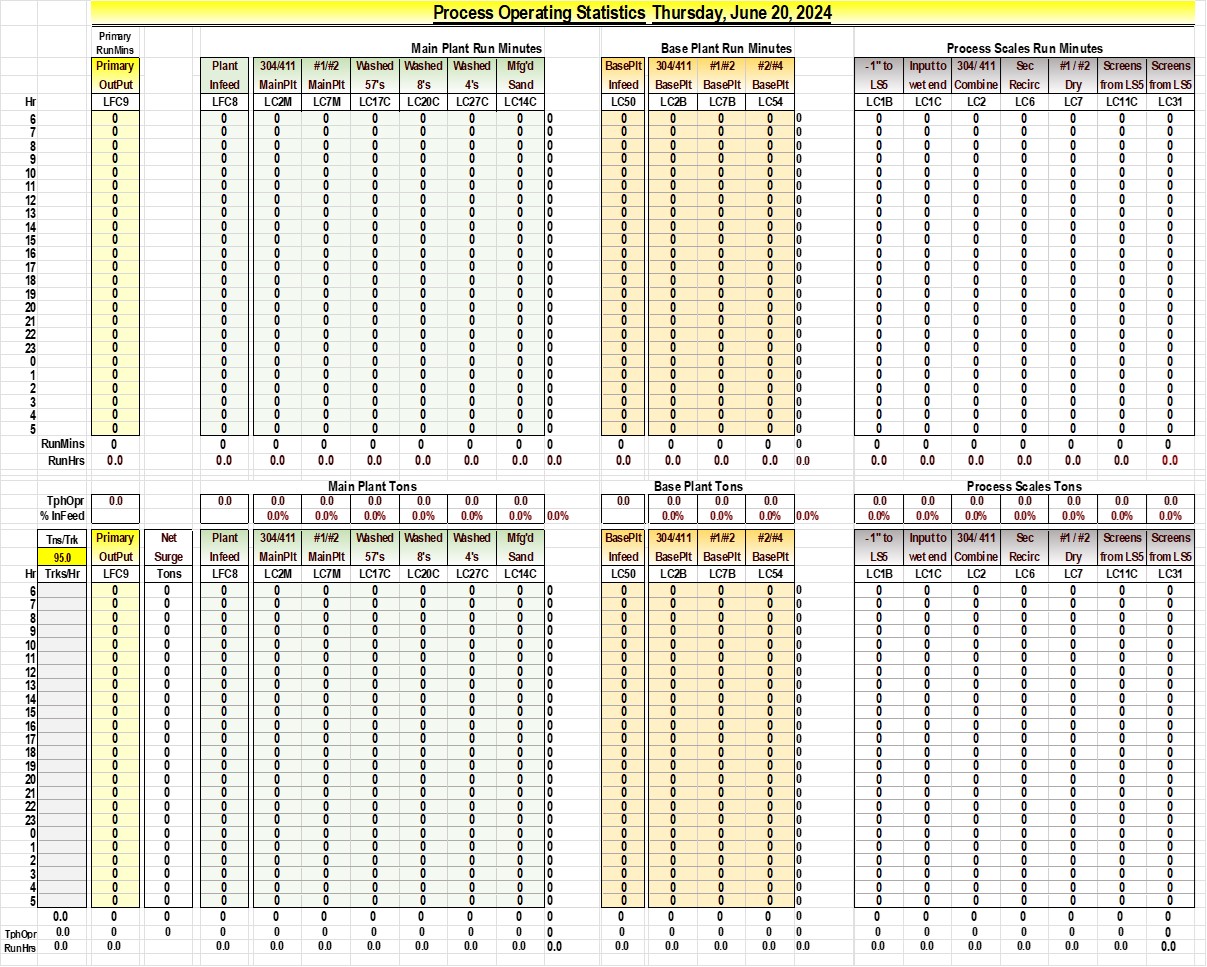 Process Operating Statistics Thursday, June 20, 2024
Primary
RunMins Main Plant Run Minutes Base Plant Run Minutes Process Scales Run Minutes
Primary Plant 304/411 #1/#2 Washed Washed Washed Mfg'd BasePlt 304/411 #1/#2 #2/#4 - 1" to Input to 304/ 411 Sec #1 / #2 Screens Screens
OutPut Infeed MainPlt MainPlt 57's 8's 4's Sand Infeed BasePlt BasePlt BasePlt LS5 wet end Combine Recirc Dry from LS5 from LS5
Hr LFC9 LFC8 LC2M LC7M LC17C LC20C LC27C LC14C LC50 LC2B LC7B LC54 LC1B LC1C LC2 LC6 LC7 LC11C LC31
6 0 0 0 0 0 0 0 0 0 0 0 0 0 0 0 0 0 0 0 0 0
7 0 0 0 0 0 0 0 0 0 0 0 0 0 0 0 0 0 0 0 0 0
8 0 0 0 0 0 0 0 0 0 0 0 0 0 0 0 0 0 0 0 0 0
9 0 0 0 0 0 0 0 0 0 0 0 0 0 0 0 0 0 0 0 0 0
10 0 0 0 0 0 0 0 0 0 0 0 0 0 0 0 0 0 0 0 0 0
11 0 0 0 0 0 0 0 0 0 0 0 0 0 0 0 0 0 0 0 0 0
12 0 0 0 0 0 0 0 0 0 0 0 0 0 0 0 0 0 0 0 0 0
13 0 0 0 0 0 0 0 0 0 0 0 0 0 0 0 0 0 0 0 0 0
14 0 0 0 0 0 0 0 0 0 0 0 0 0 0 0 0 0 0 0 0 0
15 0 0 0 0 0 0 0 0 0 0 0 0 0 0 0 0 0 0 0 0 0
16 0 0 0 0 0 0 0 0 0 0 0 0 0 0 0 0 0 0 0 0 0
17 0 0 0 0 0 0 0 0 0 0 0 0 0 0 0 0 0 0 0 0 0
18 0 0 0 0 0 0 0 0 0 0 0 0 0 0 0 0 0 0 0 0 0
19 0 0 0 0 0 0 0 0 0 0 0 0 0 0 0 0 0 0 0 0 0
20 0 0 0 0 0 0 0 0 0 0 0 0 0 0 0 0 0 0 0 0 0
21 0 0 0 0 0 0 0 0 0 0 0 0 0 0 0 0 0 0 0 0 0
22 0 0 0 0 0 0 0 0 0 0 0 0 0 0 0 0 0 0 0 0 0
23 0 0 0 0 0 0 0 0 0 0 0 0 0 0 0 0 0 0 0 0 0
0 0 0 0 0 0 0 0 0 0 0 0 0 0 0 0 0 0 0 0 0 0
1 0 0 0 0 0 0 0 0 0 0 0 0 0 0 0 0 0 0 0 0 0
2 0 0 0 0 0 0 0 0 0 0 0 0 0 0 0 0 0 0 0 0 0
3 0 0 0 0 0 0 0 0 0 0 0 0 0 0 0 0 0 0 0 0 0
4 0 0 0 0 0 0 0 0 0 0 0 0 0 0 0 0 0 0 0 0 0
5 0 0 0 0 0 0 0 0 0 0 0 0 0 0 0 0 0 0 0 0 0
RunMins 0 0 0 0 0 0 0 0 0 0 0 0 0 0 0 0 0 0 0 0 0
RunHrs 0.0 0.0 0.0 0.0 0.0 0.0 0.0 0.0 0.0 0.0 0.0 0.0 0.0 0.0 0.0 0.0 0.0 0.0 0.0 0.0 0.0
Main Plant Tons Base Plant Tons Process Scales Tons
TphOpr 0.0 0.0 0.0 0.0 0.0 0.0 0.0 0.0 0.0 0.0 0.0 0.0 0.0 0.0 0.0 0.0 0.0 0.0 0.0
% InFeed 0.0% 0.0% 0.0% 0.0% 0.0% 0.0% 0.0% 0.0% 0.0% 0.0% 0.0% 0.0% 0.0% 0.0% 0.0% 0.0% 0.0% 0.0%
Tns/Trk Primary Net Plant 304/411 #1/#2 Washed Washed Washed Mfg'd BasePlt 304/411 #1/#2 #2/#4 - 1" to Input to 304/ 411 Sec #1 / #2 Screens Screens
95.0 OutPut Surge Infeed MainPlt MainPlt 57's 8's 4's Sand Infeed BasePlt BasePlt BasePlt LS5 wet end Combine Recirc Dry from LS5 from LS5
Hr Trks/Hr LFC9 Tons LFC8 LC2M LC7M LC17C LC20C LC27C LC14C LC50 LC2B LC7B LC54 LC1B LC1C LC2 LC6 LC7 LC11C LC31
6 0 0 0 0 0 0 0 0 0 0 0 0 0 0 0 0 0 0 0 0 0 0
7 0 0 0 0 0 0 0 0 0 0 0 0 0 0 0 0 0 0 0 0 0 0
8 0 0 0 0 0 0 0 0 0 0 0 0 0 0 0 0 0 0 0 0 0 0
9 0 0 0 0 0 0 0 0 0 0 0 0 0 0 0 0 0 0 0 0 0 0
10 0 0 0 0 0 0 0 0 0 0 0 0 0 0 0 0 0 0 0 0 0 0
11 0 0 0 0 0 0 0 0 0 0 0 0 0 0 0 0 0 0 0 0 0 0
12 0 0 0 0 0 0 0 0 0 0 0 0 0 0 0 0 0 0 0 0 0 0
13 0 0 0 0 0 0 0 0 0 0 0 0 0 0 0 0 0 0 0 0 0 0
14 0 0 0 0 0 0 0 0 0 0 0 0 0 0 0 0 0 0 0 0 0 0
15 0 0 0 0 0 0 0 0 0 0 0 0 0 0 0 0 0 0 0 0 0 0
16 0 0 0 0 0 0 0 0 0 0 0 0 0 0 0 0 0 0 0 0 0 0
17 0 0 0 0 0 0 0 0 0 0 0 0 0 0 0 0 0 0 0 0 0 0
18 0 0 0 0 0 0 0 0 0 0 0 0 0 0 0 0 0 0 0 0 0 0
19 0 0 0 0 0 0 0 0 0 0 0 0 0 0 0 0 0 0 0 0 0 0
20 0 0 0 0 0 0 0 0 0 0 0 0 0 0 0 0 0 0 0 0 0 0
21 0 0 0 0 0 0 0 0 0 0 0 0 0 0 0 0 0 0 0 0 0 0
22 0 0 0 0 0 0 0 0 0 0 0 0 0 0 0 0 0 0 0 0 0 0
23 0 0 0 0 0 0 0 0 0 0 0 0 0 0 0 0 0 0 0 0 0 0
0 0 0 0 0 0 0 0 0 0 0 0 0 0 0 0 0 0 0 0 0 0 0
1 0 0 0 0 0 0 0 0 0 0 0 0 0 0 0 0 0 0 0 0 0 0
2 0 0 0 0 0 0 0 0 0 0 0 0 0 0 0 0 0 0 0 0 0 0
3 0 0 0 0 0 0 0 0 0 0 0 0 0 0 0 0 0 0 0 0 0 0
4 0 0 0 0 0 0 0 0 0 0 0 0 0 0 0 0 0 0 0 0 0 0
5 0 0 0 0 0 0 0 0 0 0 0 0 0 0 0 0 0 0 0 0 0 0
0.0 0 0 0 0 0 0 0 0 0 0 0 0 0 0 0 0 0 0 0 0 0 0
TphOpr 0.0 0 0 0 0 0 0 0 0 0 0 0 0 0 0 0 0 0 0 0 0 0 0
RunHrs 0.0 0.0 0.0 0.0 0.0 0.0 0.0 0.0 0.0 0.0 0.0 0.0 0.0 0.0 0.0 0.0 0.0 0.0 0.0 0.0 0.0 0.0